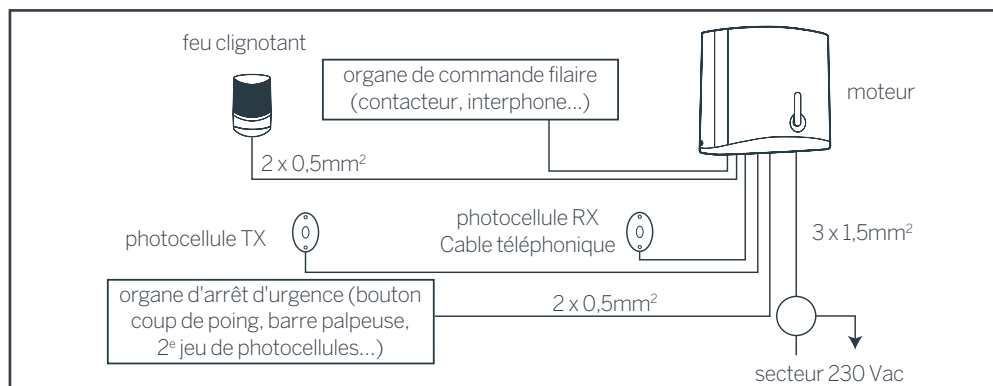 feu clignotant
organe de commande filaire
(contacteur, interphone...)
moteur
2 x 0,5mm²
photocellule TX
photocellule RX
Cable téléphonique
3 x 1,5mm²
organe d'arrêt d'urgence (bouton
coup de poing, barre palpeuse,
2e jeu de photocellules...)
2 x 0,5mm²
secteur 230 Vac